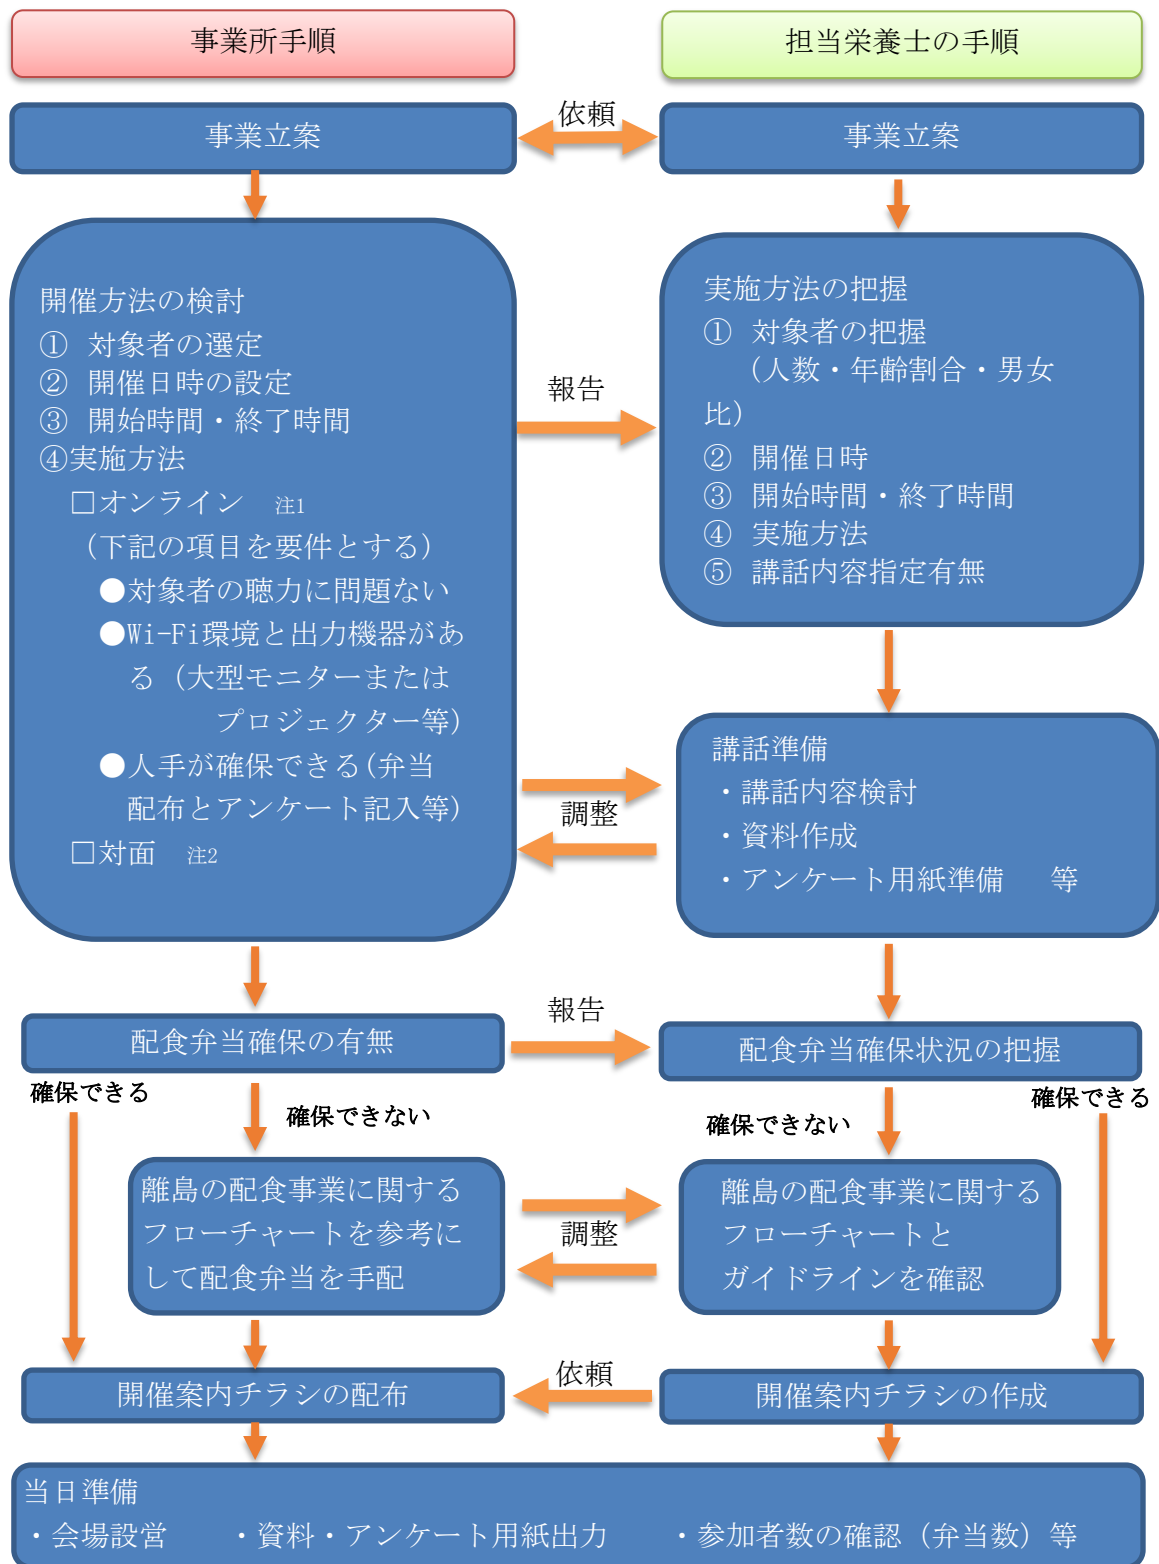 事業所手順
担当栄養士の手順
事業立案
依頼
事業立案
開催方法の検討
① 対象者の選定
② 開催日時の設定
③ 開始時間・終了時間
④実施方法
□オンライン 注1
（下記の項目を要件とする）
●対象者の聴力に問題ない
●Wi-Fi環境と出力機器があ
る（大型モニターまたは
プロジェクター等）
●人手が確保できる(弁当
配布とアンケート記入等)
□対面 注2
報告
実施方法の把握
① 対象者の把握
（人数・年齢割合・男女
比）
② 開催日時
③ 開始時間・終了時間
④ 実施方法
⑤ 講話内容指定有無
調整
講話準備
・講話内容検討
・資料作成
・アンケート用紙準備 等
配食弁当確保の有無
報告
配食弁当確保状況の把握
確保できる
確保できない
確保できない
確保できる
離島の配食事業に関する
フローチャートを参考に
して配食弁当を手配
調整
離島の配食事業に関する
フローチャートと
ガイドラインを確認
開催案内チラシの配布
依頼
開催案内チラシの作成
当日準備
・会場設営 ・資料・アンケート用紙出力 ・参加者数の確認（弁当数）等